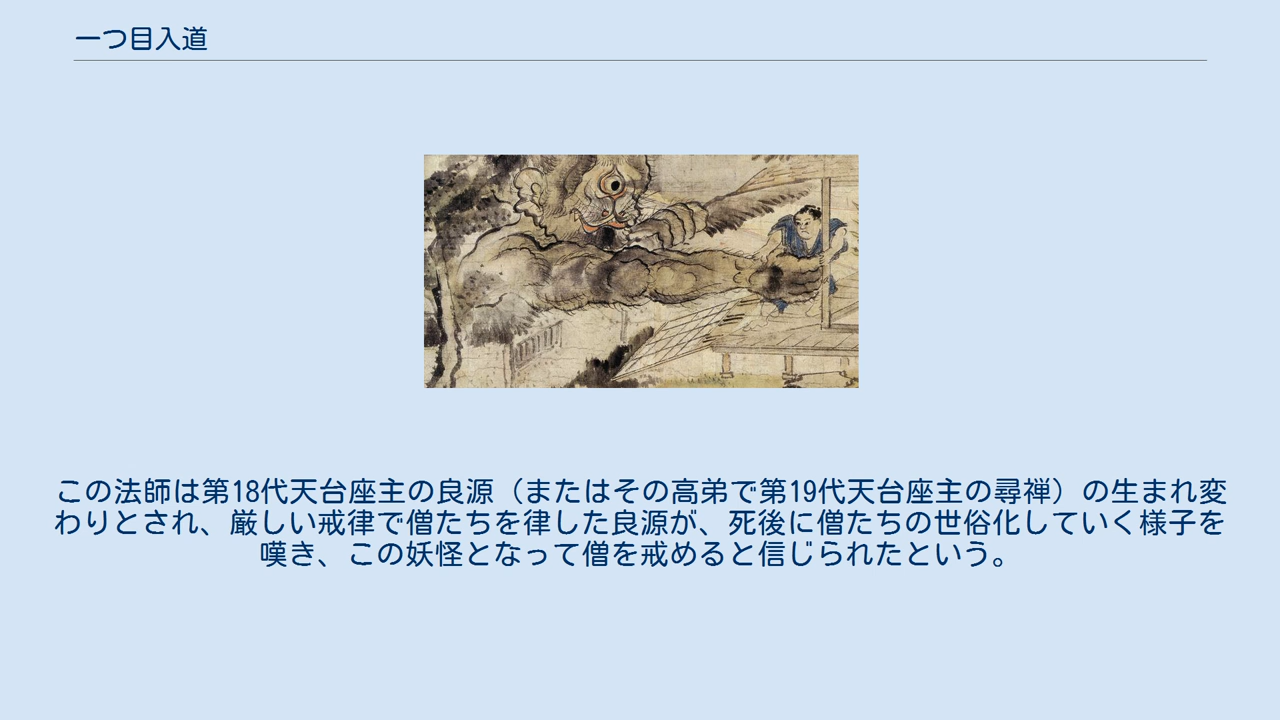 一つ目入道
この法師は第18代天台座主の良源（またはその高弟で第19代天台座主の尋禅）の生まれ変
わりとされ、厳しい戒律で僧たちを律した良源が、死後に僧たちの世俗化していく様子を
嘆き、この妖怪となって僧を戒めると信じられたという。